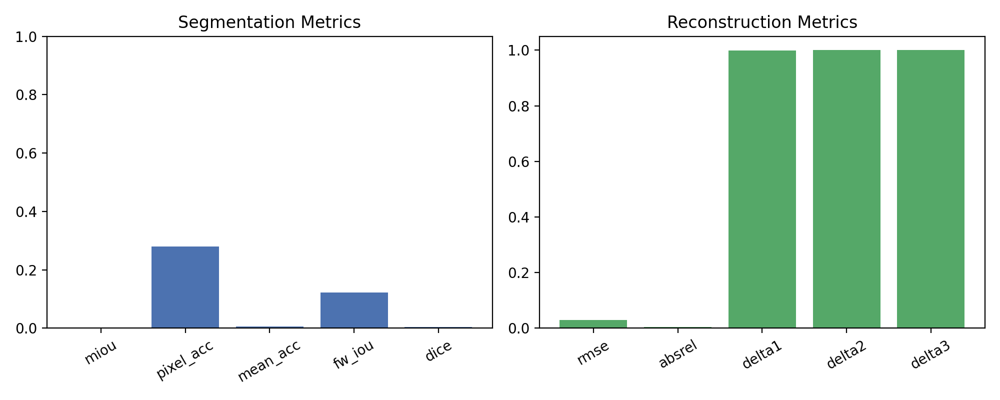 Segmentation Metrics
1.0
0.8
0.6
0.4
0.2
0.0
miou
pixel_acc
mean_acc
fw_iou
dice
Reconstruction Metrics
1.0
0.8
0.6
0.4
0.2
0.0
rmse
absrel
delta1
delta2
delta3